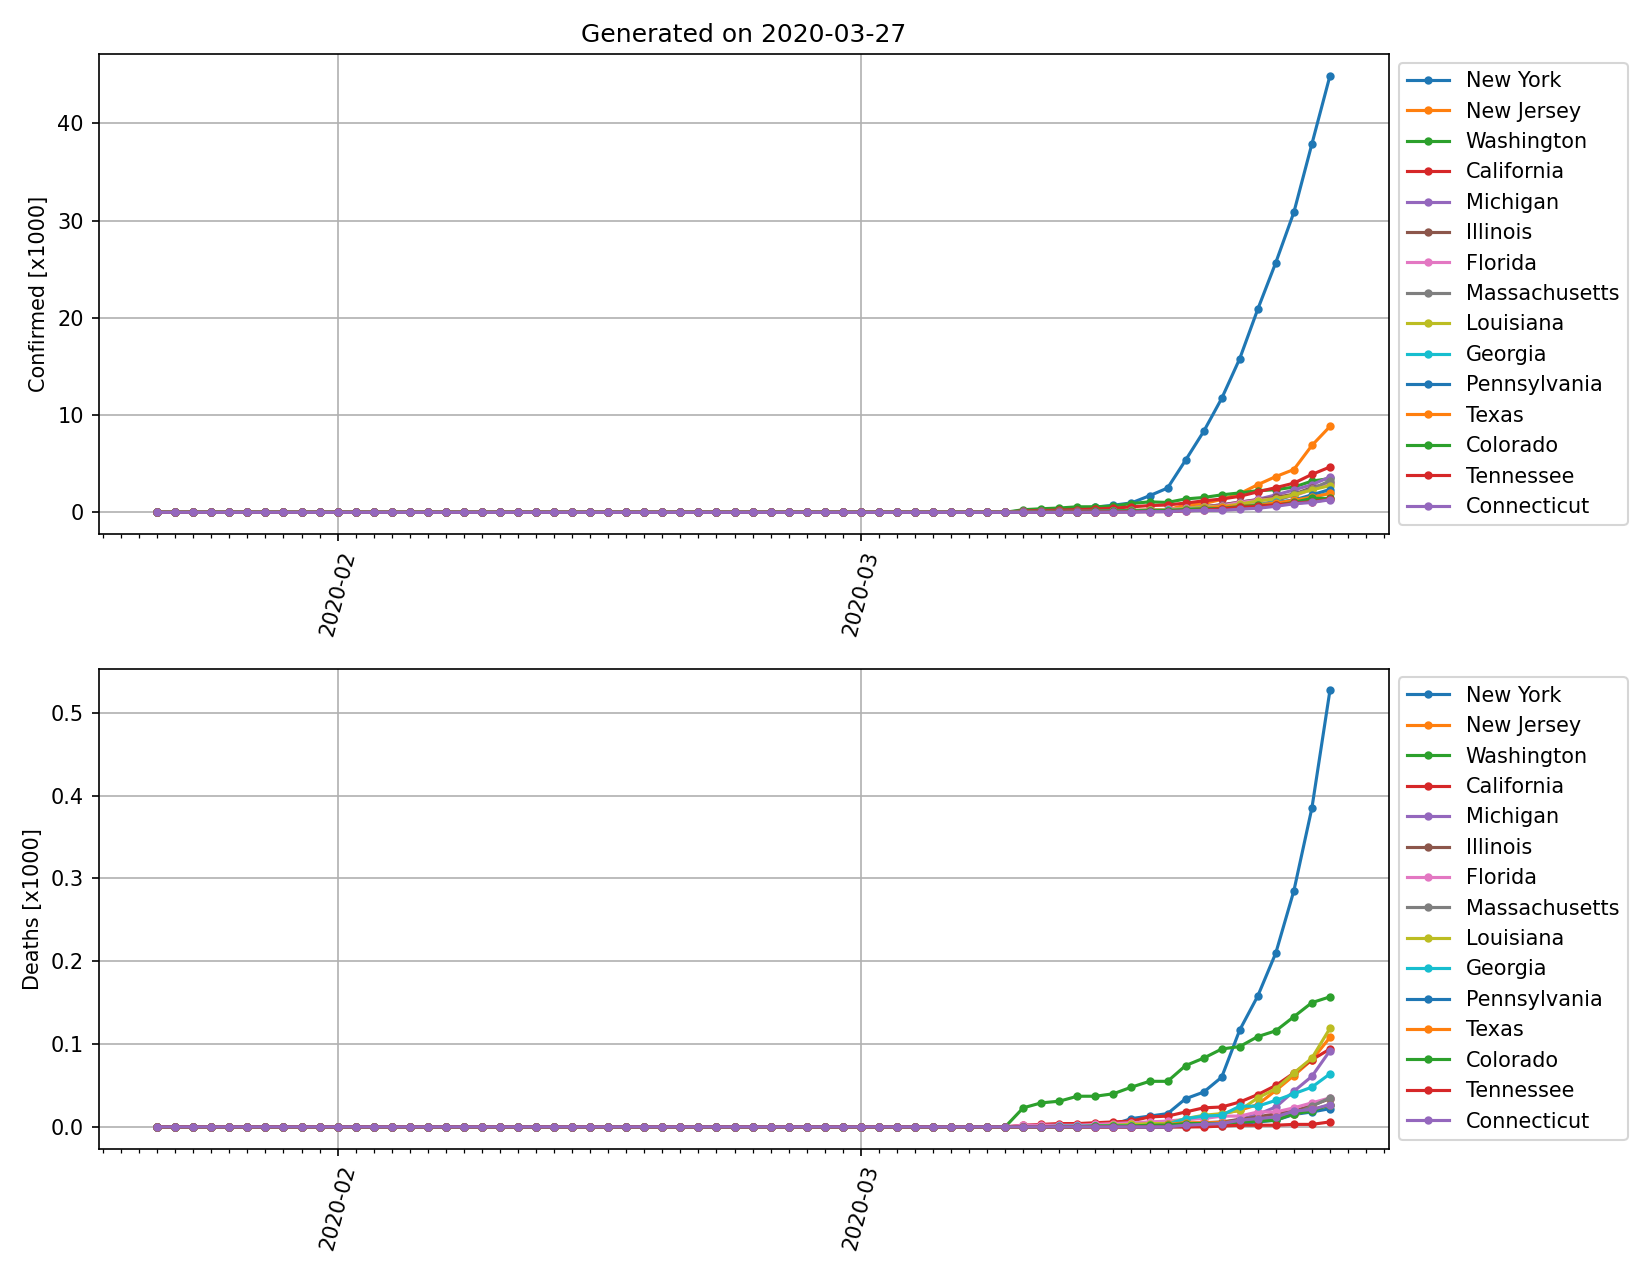 Generated on 2020-03-27
Confirmed [x1000]
40
30
20
10
0
2020-02
2020-03
New York
New Jersey
Washington
California
Michigan
Illinois
Florida
Massachusetts
Louisiana
Georgia
Pennsylvania
Texas
Colorado
Tennessee
Connecticut
Deaths [x1000]
0.5
0.4
0.3
0.2
0.1
0.0
2020-02
2020-03
New York
New Jersey
Washington
California
Michigan
Illinois
Florida
Massachusetts
Louisiana
Georgia
Pennsylvania
Texas
Colorado
Tennessee
Connecticut